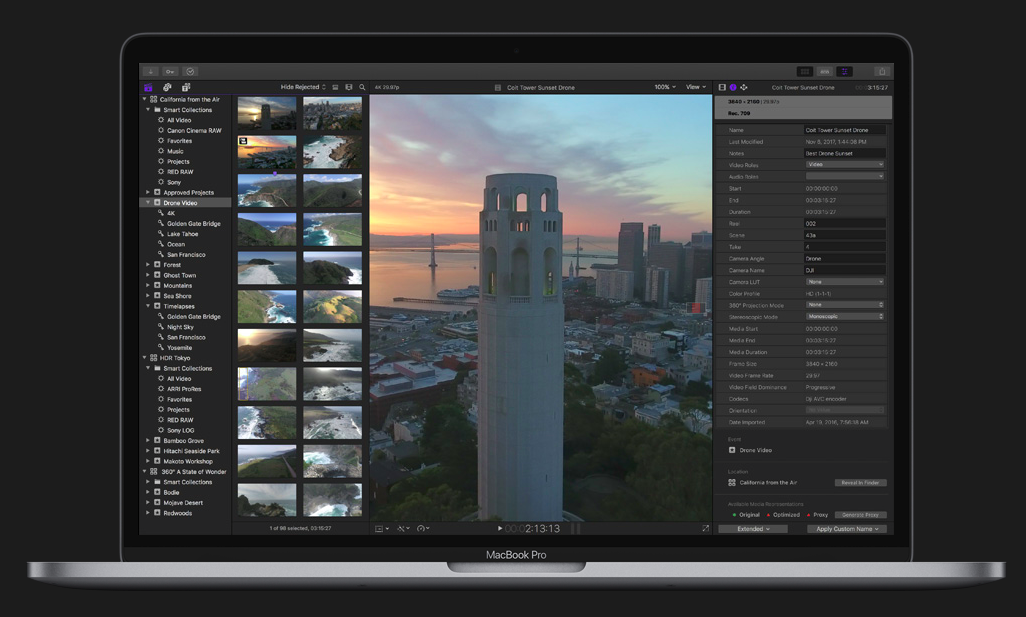 Hide Rejected
4K 29.97p
Coit Tower Sunset Drone
100%
View
Coit Tower Sunset Drone
3:15:27
California from the Air
Smart Collections
All Video
Canon Cinema RAW
Favorites
Music
Projects
RED RAW
Sony
Approved Projects
Drone Video
4K
Golden Gate Bridge
Lake Tahoe
Ocean
San Francisco
Forest
Ghost Town
Mountains
Sea Shore
Timelapses
Golden Gate Bridge
Night Sky
San Francisco
Yosemite
HDR Tokyo
Smart Collections
All Video
ARRI ProRes
Favorites
Projects
RED RAW
Sony LOG
Bamboo Grove
Hitachi Seaside Park
Makoto Workshop
360° A State of Wonder
Smart Collections
Bodie
Mojave Desert
Redwoods
1 of 98 selected, 03:15:27
00:00:02:13:13
3840 × 2160 | 29.97p
Rec. 709
Name Coit Tower Sunset Drone
Last Modified Nov 8, 2017, 1:44:36 PM
Notes Best Drone Sunset
Video Roles Video
Audio Roles
Start 00:00:00:00
End 00:03:15:27
Duration 00:03:15:27
Reel 002
Scene 43a
Take 4
Camera Angle Drone
Camera Name DJI
Camera LUT None
Color Profile HD (1-1-1)
360° Projection Mode None
Stereoscopic Mode Monoscopic
Media Start 00:00:00:00
Media End 00:03:15:27
Media Duration 00:03:15:27
Frame Size 3840 × 2160
Video Frame Rate 29.97
Video Field Dominance Progressive
Codecs Dji AVC encoder
Orientation
Date Imported Apr 19, 2016, 7:56:38 AM
Event
Drone Video
Location
California from the Air Reveal in Finder
Available Media Representations
Original Optimized Proxy Generate Proxy
Extended Apply Custom Name
MacBook Pro